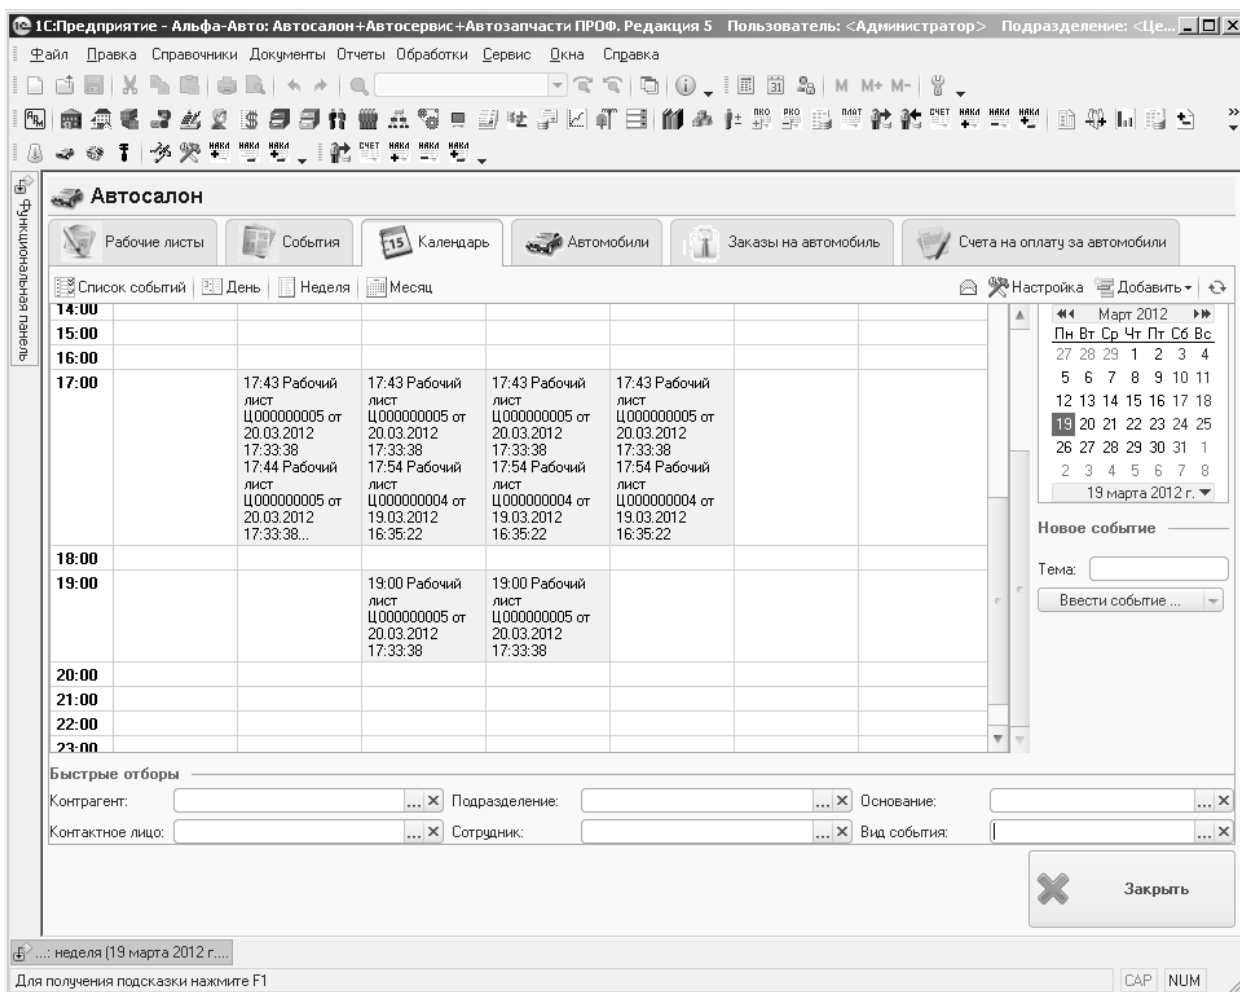 1С:Предприятие - Альфа-Авто: Автосалон+Автосервис+Автозапчасти ПРОФ. Редакция 5 Пользователь: <Администратор> Подразделение: <Це...
Файл Правка Справочники Документы Отчеты Обработки Сервис Окна Справка
M M+ M-
ПКО РКО ПЛАТ СЧЕТ НАКЛ НАКЛ НАКЛ
НАКЛ НАКЛ НАКЛ СЧЕТ НАКЛ НАКЛ НАКЛ
Функциональная панель
Автосалон
Рабочие листы События Календарь Автомобили Заказы на автомобиль Счета на оплату за автомобили
Список событий День Неделя Месяц Настройка Добавить
14:00
15:00
16:00
17:00
17:43 Рабочий лист Ц000000005 от 20.03.2012 17:33:38
17:44 Рабочий лист Ц000000005 от 20.03.2012 17:33:38...
17:43 Рабочий лист Ц000000005 от 20.03.2012 17:33:38
17:54 Рабочий лист Ц000000004 от 19.03.2012 16:35:22
17:43 Рабочий лист Ц000000005 от 20.03.2012 17:33:38
17:54 Рабочий лист Ц000000004 от 19.03.2012 16:35:22
17:43 Рабочий лист Ц000000005 от 20.03.2012 17:33:38
17:54 Рабочий лист Ц000000004 от 19.03.2012 16:35:22
18:00
19:00
19:00 Рабочий лист Ц000000005 от 20.03.2012 17:33:38
19:00 Рабочий лист Ц000000005 от 20.03.2012 17:33:38
20:00
21:00
22:00
23:00
Март 2012
Пн Вт Ср Чт Пт Сб Вс
27 28 29 1 2 3 4
5 6 7 8 9 10 11
12 13 14 15 16 17 18
19 20 21 22 23 24 25
26 27 28 29 30 31 1
2 3 4 5 6 7 8
19 марта 2012 г.
Новое событие
Тема:
Ввести событие ...
Быстрые отборы
Контрагент: ... Подразделение: ... Основание: ...
Контактное лицо: ... Сотрудник: ... Вид события: ...
Закрыть
...: неделя (19 марта 2012 г....
Для получения подсказки нажмите F1 CAP NUM